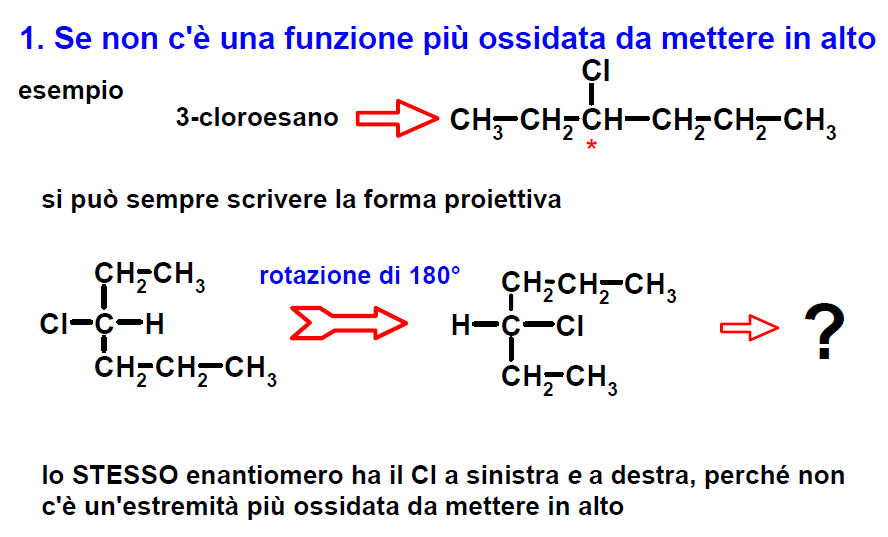 1. Se non c'è una funzione più ossidata da mettere in alto
Cl
esempio
3-cloroesano
CH3-CH2-CH-CH2-CH2-CH3
*
si può sempre scrivere la forma proiettiva
CH2-CH3
Cl-C-H
CH2-CH2-CH3
rotazione di 180°
CH2-CH2-CH3
H-C-Cl
CH2-CH3
?
lo STESSO enantiomero ha il Cl a sinistra e a destra, perché non
c'è un'estremità più ossidata da mettere in alto